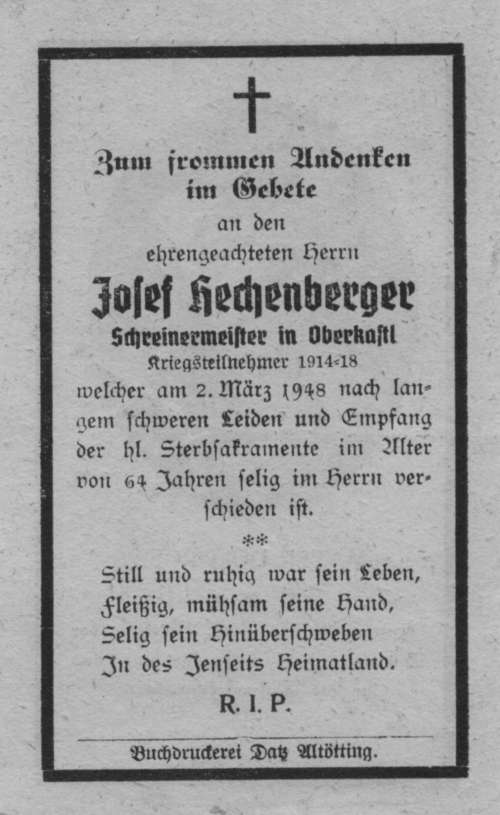 Zum frommen Andenken
im Gebete
an den
ehrengeachteten Herrn
Josef Hechenberger
Schreinermeister in Oberkastl
Kriegsteilnehmer 1914-18
welcher am 2. März 1948 nach lan-
gem schweren Leiden und Empfang
der hl. Sterbsakramente im Alter
von 64 Jahren selig im Herrn ver-
schieden ist.
**
Still und ruhig war sein Leben,
Fleißig, mühsam seine Hand,
Selig sein Hinüberschweben
In des Jenseits Heimatland.
R. I. P.
Buchdruckerei Datz Altötting.